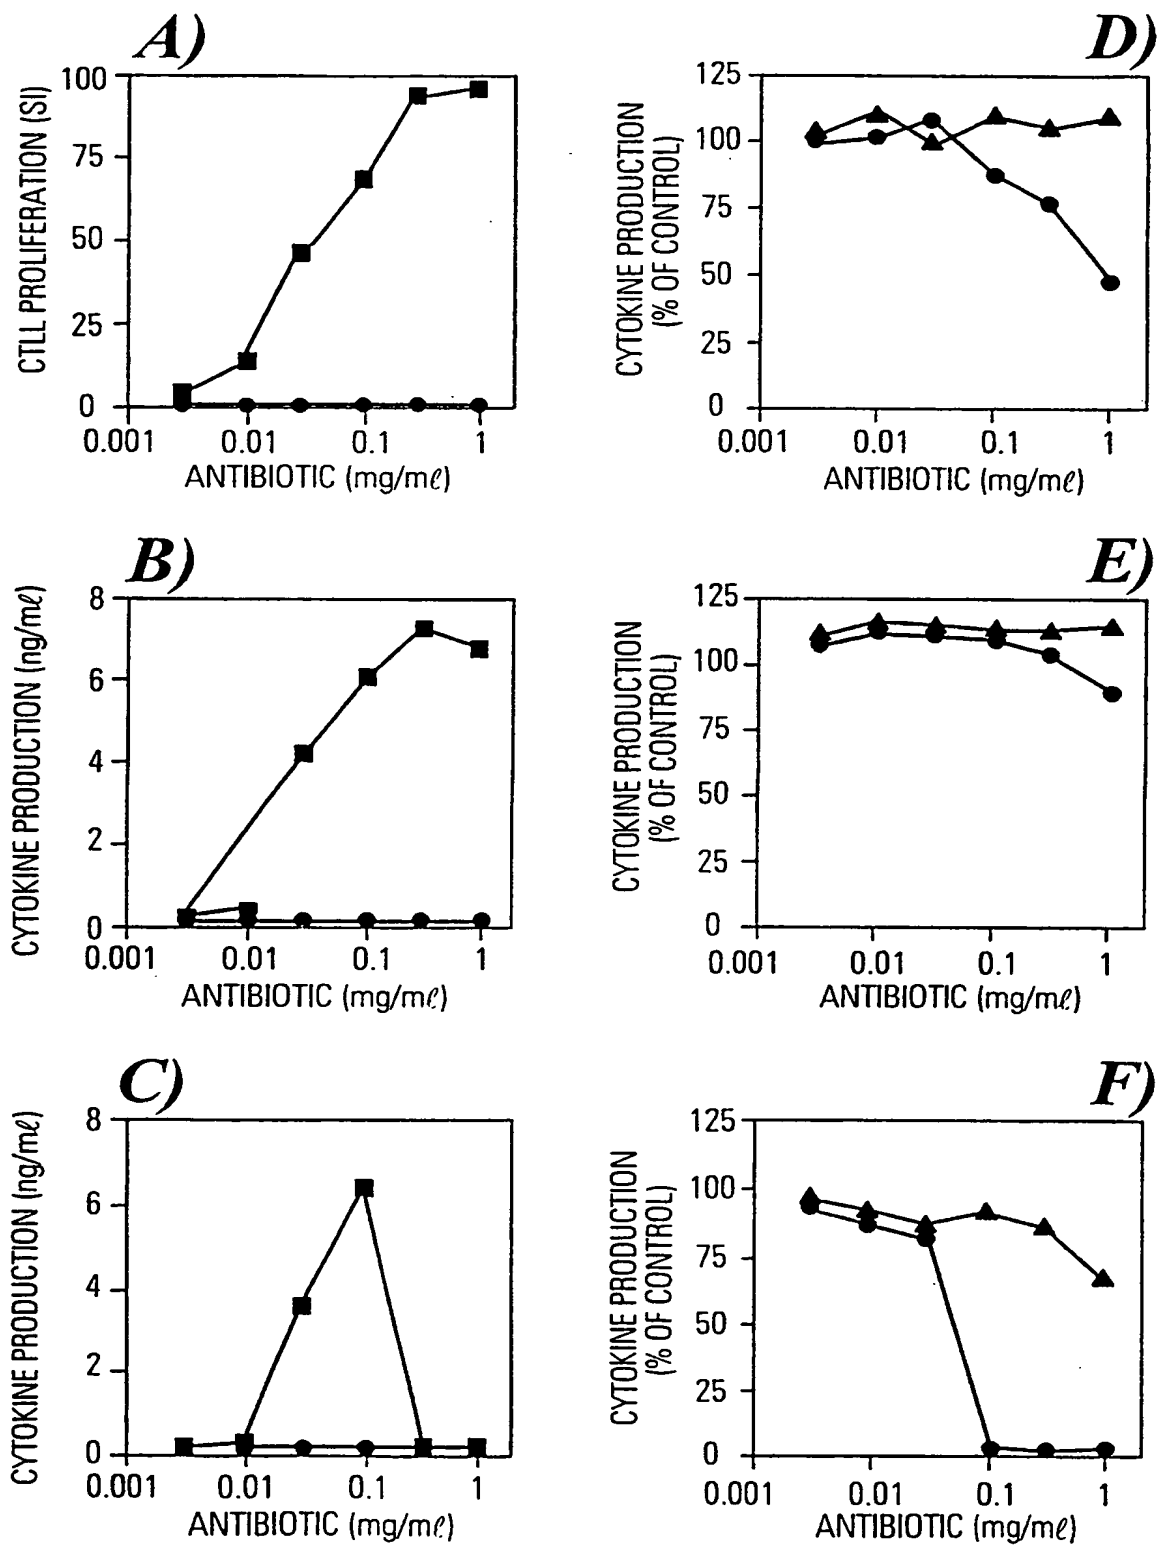 A)
CTLL PROLIFERATION (SI)
100
75
50
25
0
0.001 0.01 0.1 1
ANTIBIOTIC (mg/mℓ)
D)
CYTOKINE PRODUCTION
(% OF CONTROL)
125
100
75
50
25
0
0.001 0.01 0.1 1
ANTIBIOTIC (mg/mℓ)
B)
CYTOKINE PRODUCTION (ng/mℓ)
8
6
4
2
0
0.001 0.01 0.1 1
ANTIBIOTIC (mg/mℓ)
E)
CYTOKINE PRODUCTION
(% OF CONTROL)
125
100
75
50
25
0
0.001 0.01 0.1 1
ANTIBIOTIC (mg/mℓ)
C)
CYTOKINE PRODUCTION (ng/mℓ)
8
6
4
2
0
0.001 0.01 0.1 1
ANTIBIOTIC (mg/mℓ)
F)
CYTOKINE PRODUCTION
(% OF CONTROL)
125
100
75
50
25
0
0.001 0.01 0.1 1
ANTIBIOTIC (mg/mℓ)